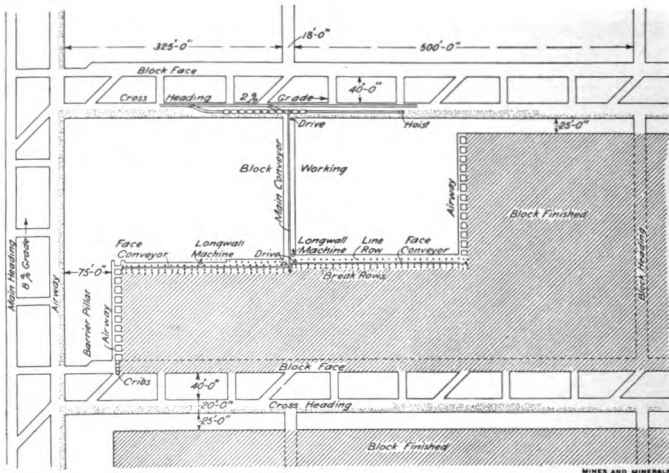 325'-0"
18'-0"
500'-0"
Block Face
40'-0"
Cross Heading 2% Grade
Drive
Hoist
25'-0"
Block Working
Main Conveyor
Airway
Block Finished
Block Heading
Main Heading
8% Grade
Airway
Face Conveyor
Longwall Machine
Drive
Longwall Machine
Line Row
Face Conveyor
75'-0"
Break Rows
Barrier Pillar
Airway
Block Face
Cribs
40'-0"
20'-0"
Cross Heading
25'-0"
Block Finished
MINES AND MINERALS